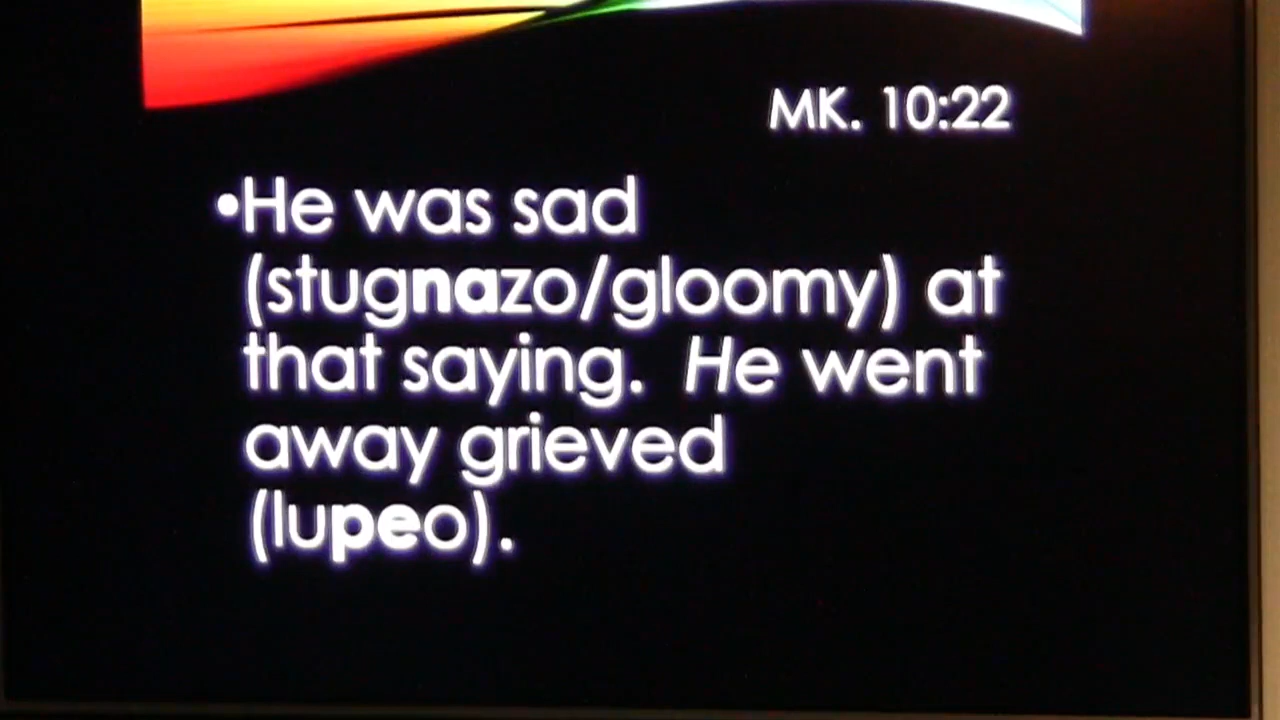 MK. 10:22
•He was sad
(stugnazo/gloomy) at
that saying.  He went
away grieved
(lupeo).